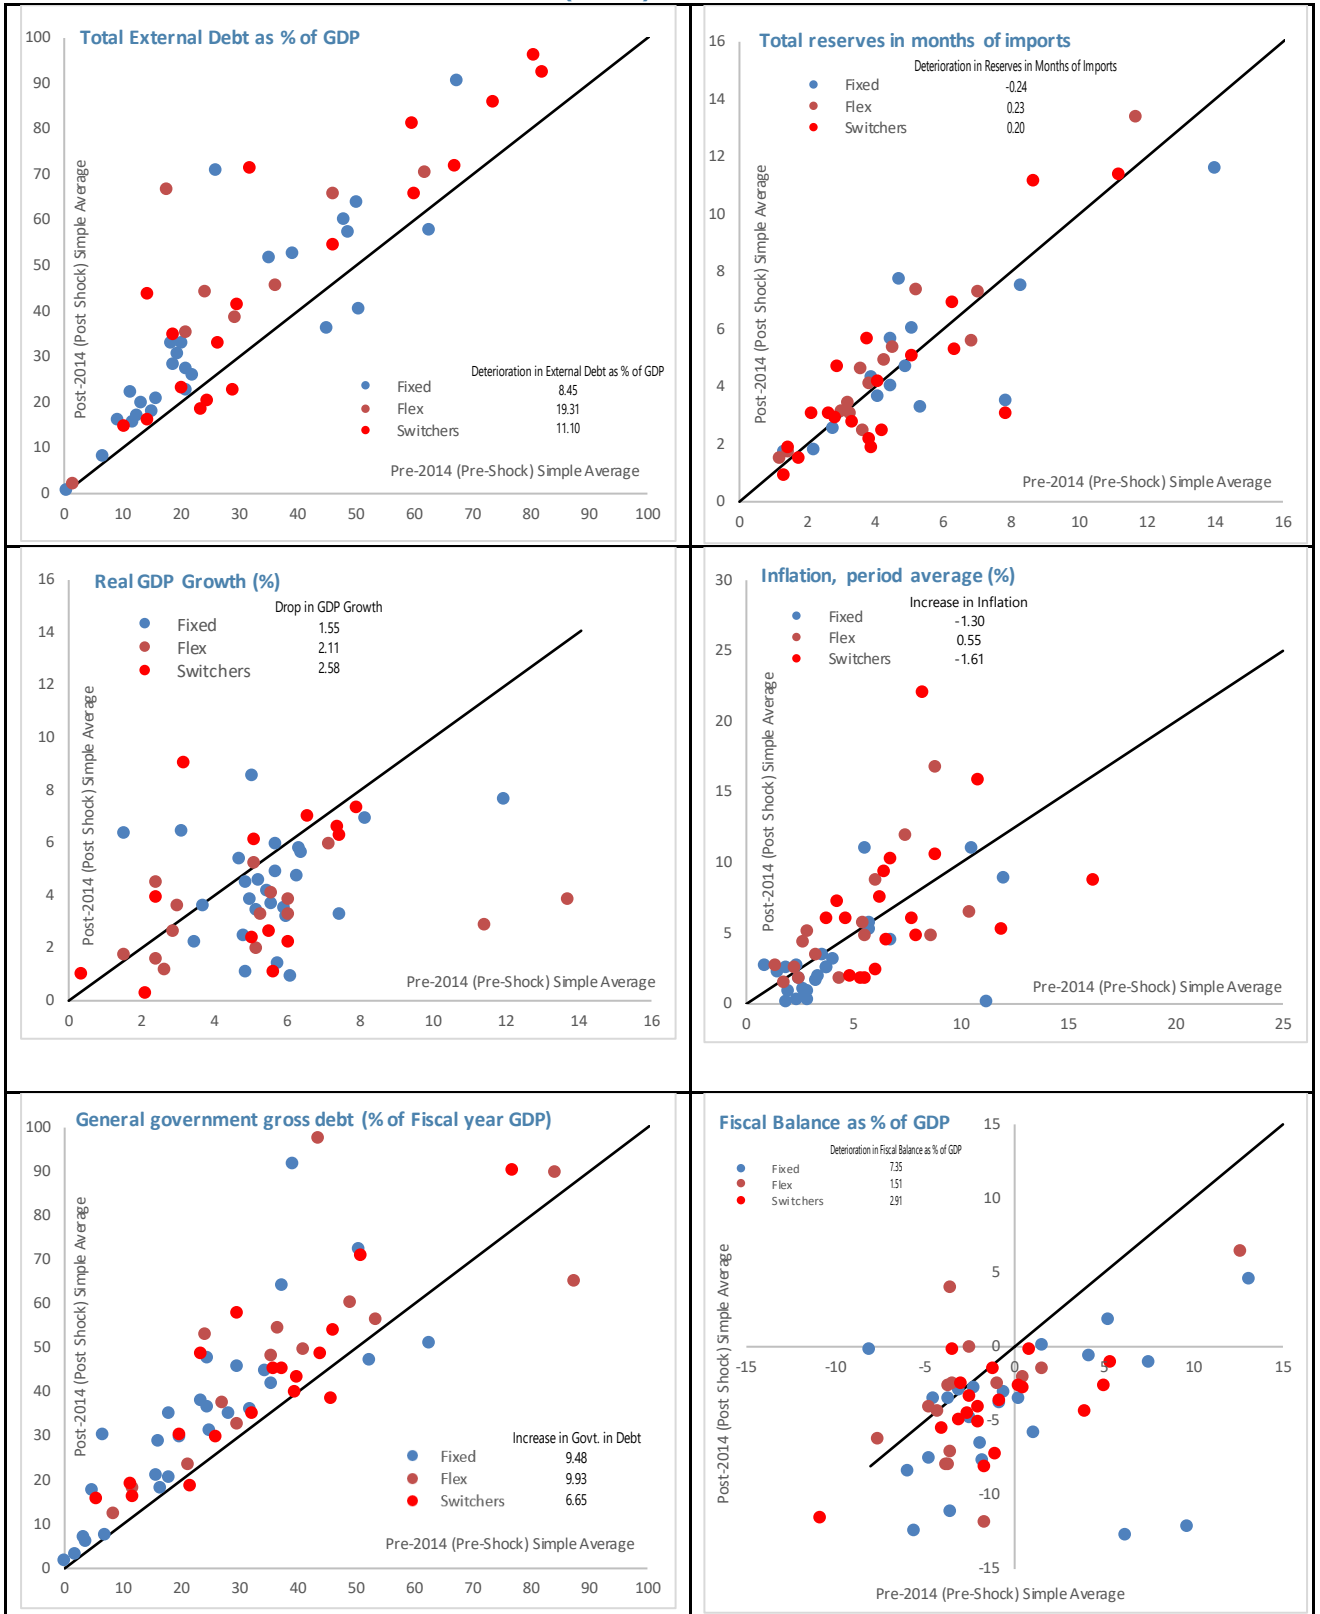 Total External Debt as % of GDP
100
90
80
70
60
50
40
30
20
10
0
Post-2014 (Post Shock) Simple Average
Deterioration in External Debt as % of GDP
Fixed 8.45
Flex 19.31
Switchers 11.10
Pre-2014 (Pre-Shock) Simple Average
0 10 20 30 40 50 60 70 80 90 100
Total reserves in months of imports
16
14
12
10
8
6
4
2
0
Post-2014 (Post Shock) Simple Average
Deterioration in Reserves in Months of Imports
Fixed -0.24
Flex 0.23
Switchers 0.20
Pre-2014 (Pre-Shock) Simple Average
0 2 4 6 8 10 12 14 16
Real GDP Growth (%)
16
14
12
10
8
6
4
2
0
Post-2014 (Post Shock) Simple Average
Drop in GDP Growth
Fixed 1.55
Flex 2.11
Switchers 2.58
Pre-2014 (Pre-Shock) Simple Average
0 2 4 6 8 10 12 14 16
Inflation, period average (%)
30
25
20
15
10
5
0
Post-2014 (Post Shock) Simple Average
Increase in Inflation
Fixed -1.30
Flex 0.55
Switchers -1.61
Pre-2014 (Pre-Shock) Simple Average
0 5 10 15 20 25
General government gross debt (% of Fiscal year GDP)
100
90
80
70
60
50
40
30
20
10
0
Post-2014 (Post Shock) Simple Average
Increase in Govt. in Debt
Fixed 9.48
Flex 9.93
Switchers 6.65
Pre-2014 (Pre-Shock) Simple Average
0 10 20 30 40 50 60 70 80 90 100
Fiscal Balance as % of GDP
Deterioration in Fiscal Balance as % of GDP
Fixed 7.35
Flex 1.51
Switchers 2.91
15
10
5
0
-5
-10
-15
-15 -10 -5 0 5 10 15
Post-2014 (Post Shock) Simple Average
Pre-2014 (Pre-Shock) Simple Average